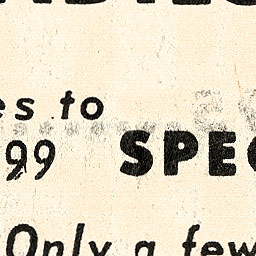 es to
99 SPEC
Only a few